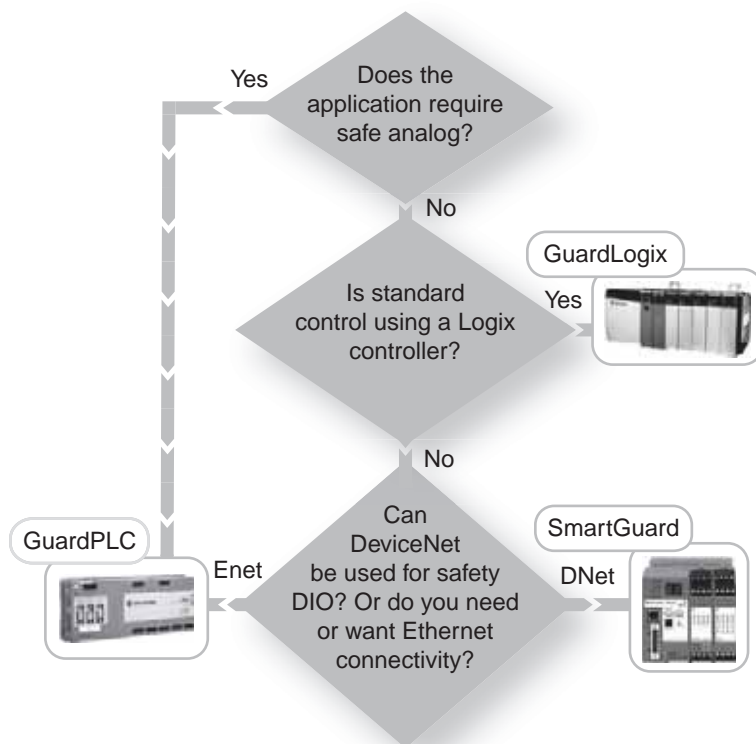 Yes
Does the
application require
safe analog?
No
GuardLogix
Is standard
control using a Logix
controller?
Yes
No
GuardPLC
SmartGuard
Can
DeviceNet
be used for safety
DIO? Or do you need
or want Ethernet
connectivity?
Enet
DNet